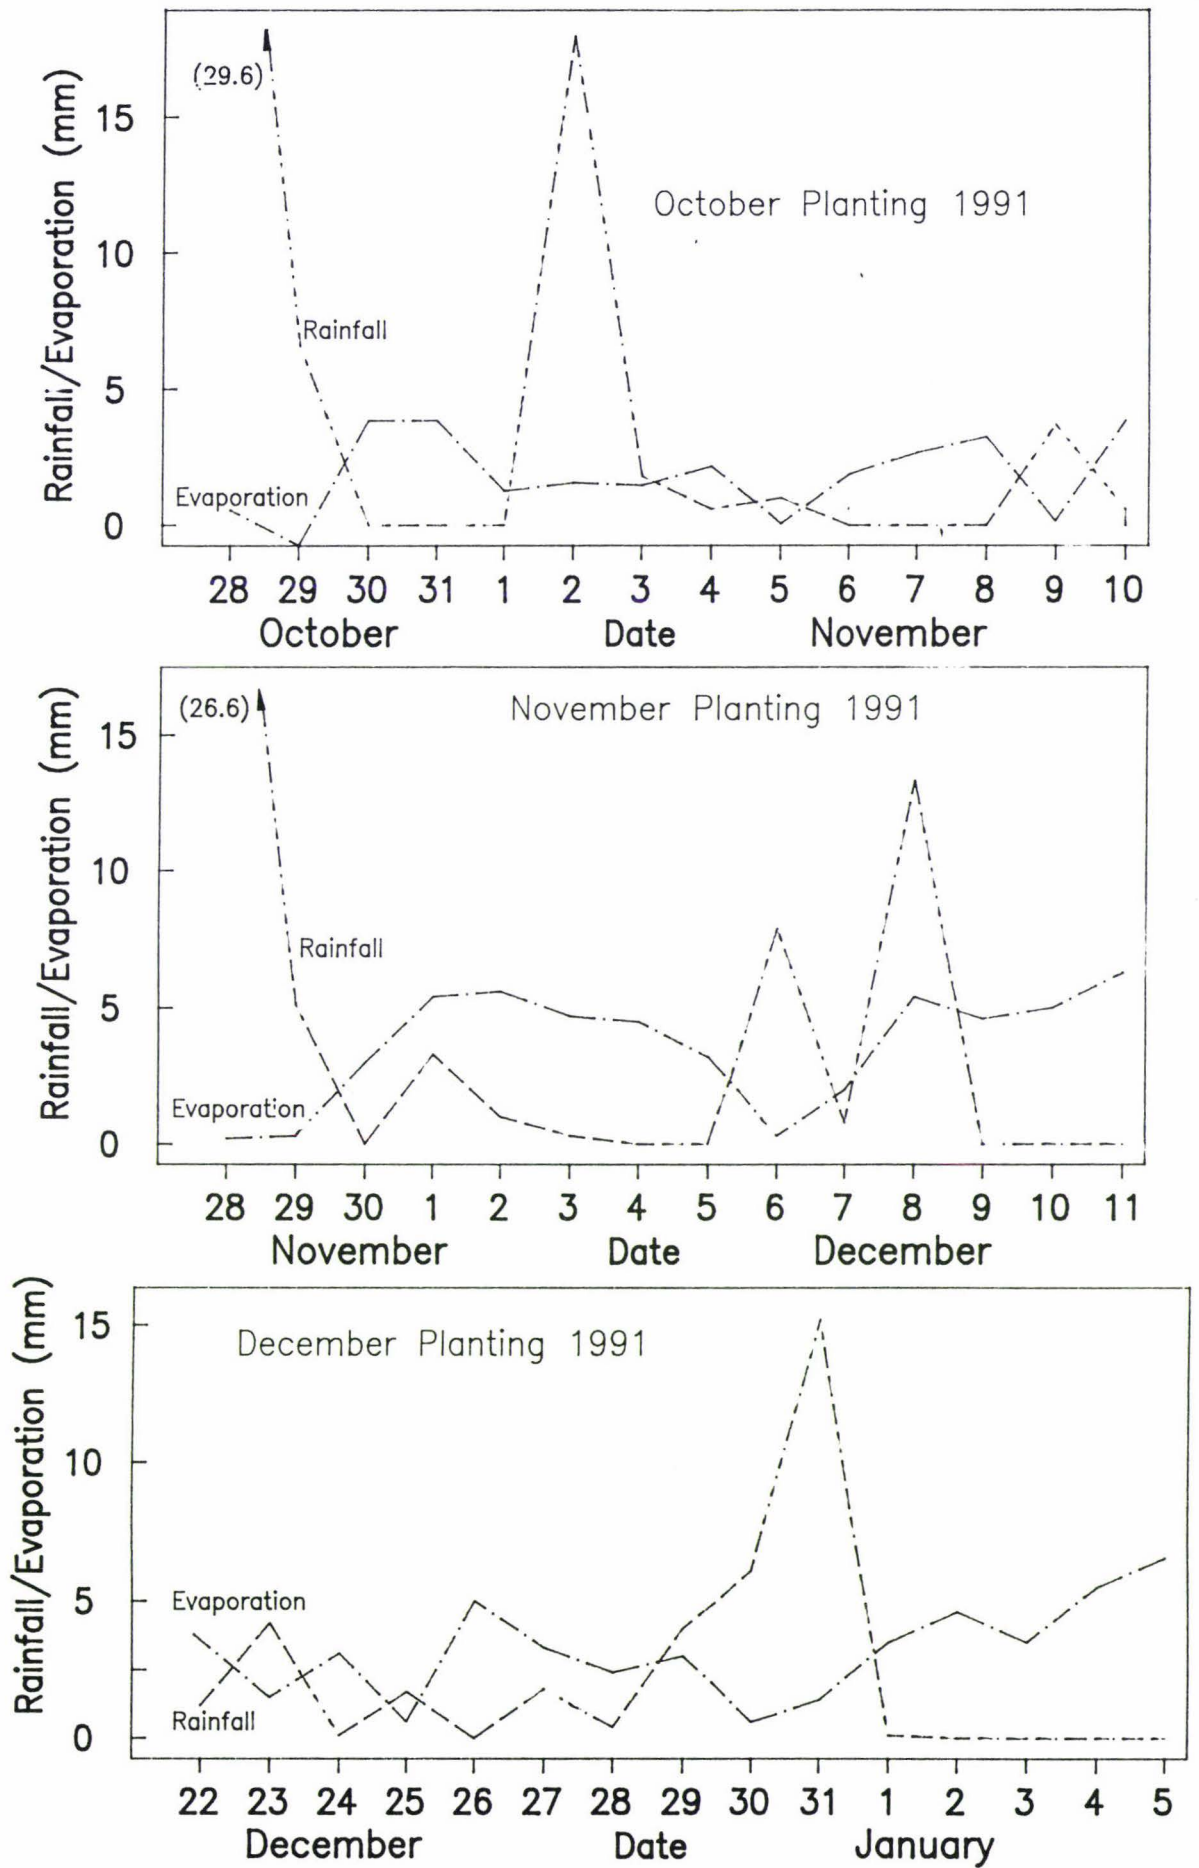 Rainfall/Evaporation (mm)
15
10
5
0
(29.6)
October Planting 1991
Rainfall
Evaporation
28 29 30 31 1 2 3 4 5 6 7 8 9 10
October Date November
Rainfall/Evaporation (mm)
15
10
5
0
(26.6)
November Planting 1991
Rainfall
Evaporation
28 29 30 1 2 3 4 5 6 7 8 9 10 11
November Date December
Rainfall/Evaporation (mm)
15
10
5
0
December Planting 1991
Evaporation
Rainfall
22 23 24 25 26 27 28 29 30 31 1 2 3 4 5
December Date January